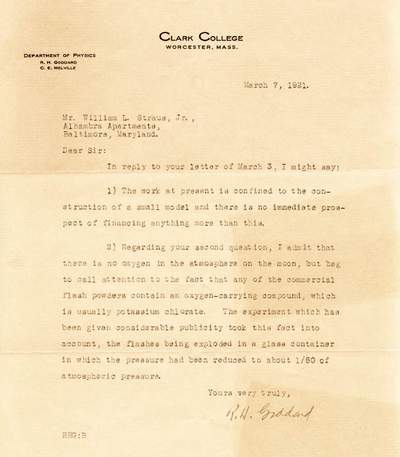 CLARK COLLEGE
WORCESTER, MASS.
DEPARTMENT OF PHYSICS
R. H. GODDARD
C. E. MELVILLE
March 7, 1921.
Mr. William L. Straus, Jr.,
Alhambra Apartments,
Baltimore, Maryland.
Dear Sir:
In reply to your letter of March 3, I might say;
1) The work at present is confined to the con-
struction of a small model and there is no immediate pros-
pect of financing anything more than this.
2) Regarding your second question, I admit that
there is no oxygen in the atmosphere on the moon, but beg
to call attention to the fact that any of the commercial
flash powders contain an oxygen-carrying compound, which
is usually potassium chlorate. The experiment which has
been given considerable publicity took this fact into
account, the flashes being exploded in a glass container
in which the pressure had been reduced to about 1/50 of
atmospheric pressure.
Yours very truly,
R.H. Goddard
RHG:B